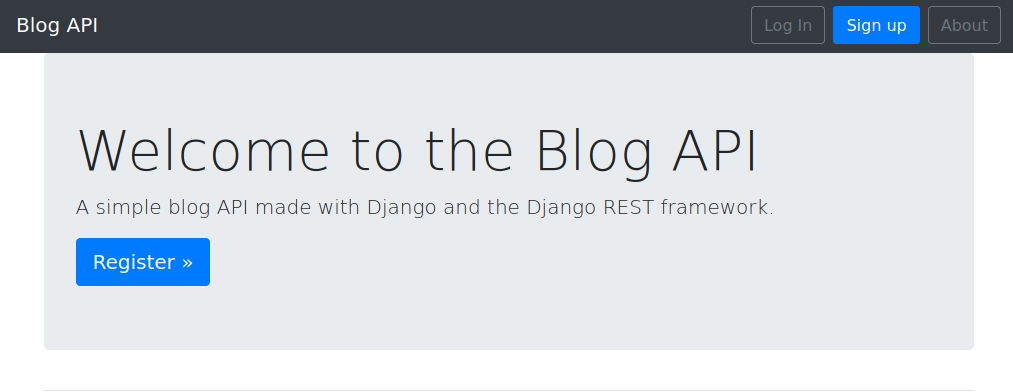 Blog API
Log In
Sign up
About
Welcome to the Blog API
A simple blog API made with Django and the Django REST framework.
Register »